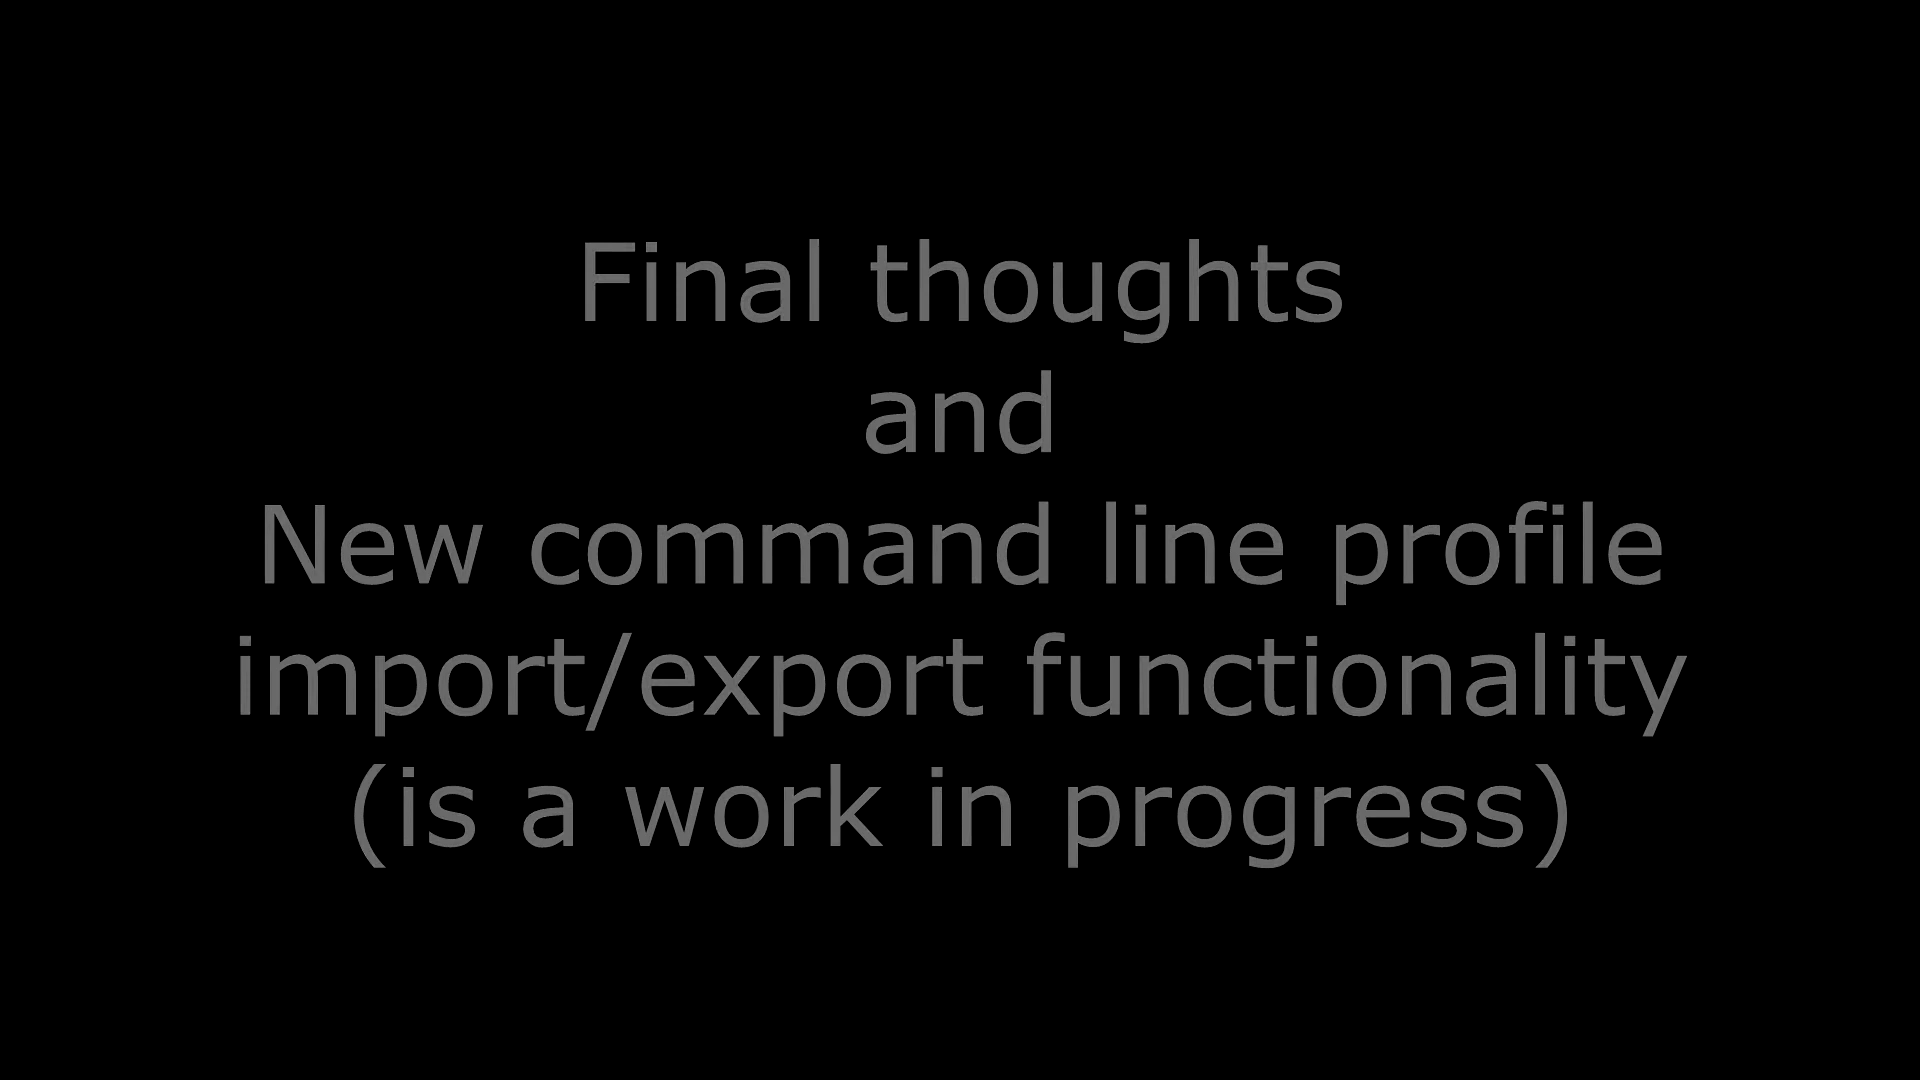 Final thoughts
and
New command line profile
import/export functionality
(is a work in progress)